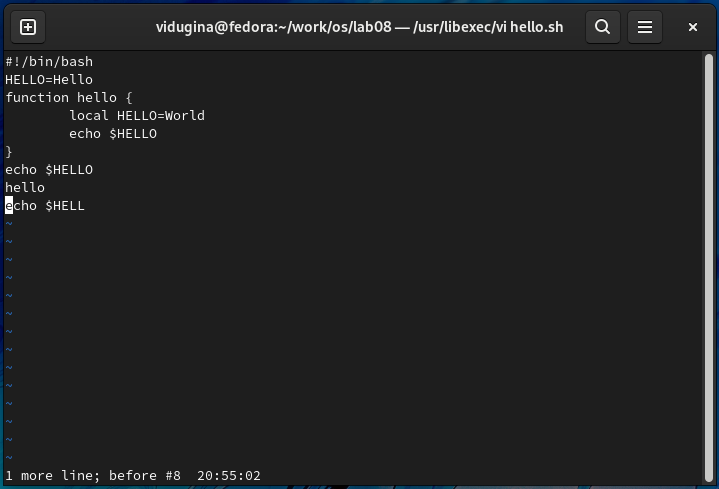 vidugina@fedora:~/work/os/lab08 — /usr/libexec/vi hello.sh
#!/bin/bash
HELLO=Hello
function hello {
        local HELLO=World
        echo $HELLO
}
echo $HELLO
hello
echo $HELL
~
~
~
~
~
~
~
~
~
~
~
~
~
~
1 more line; before #8  20:55:02